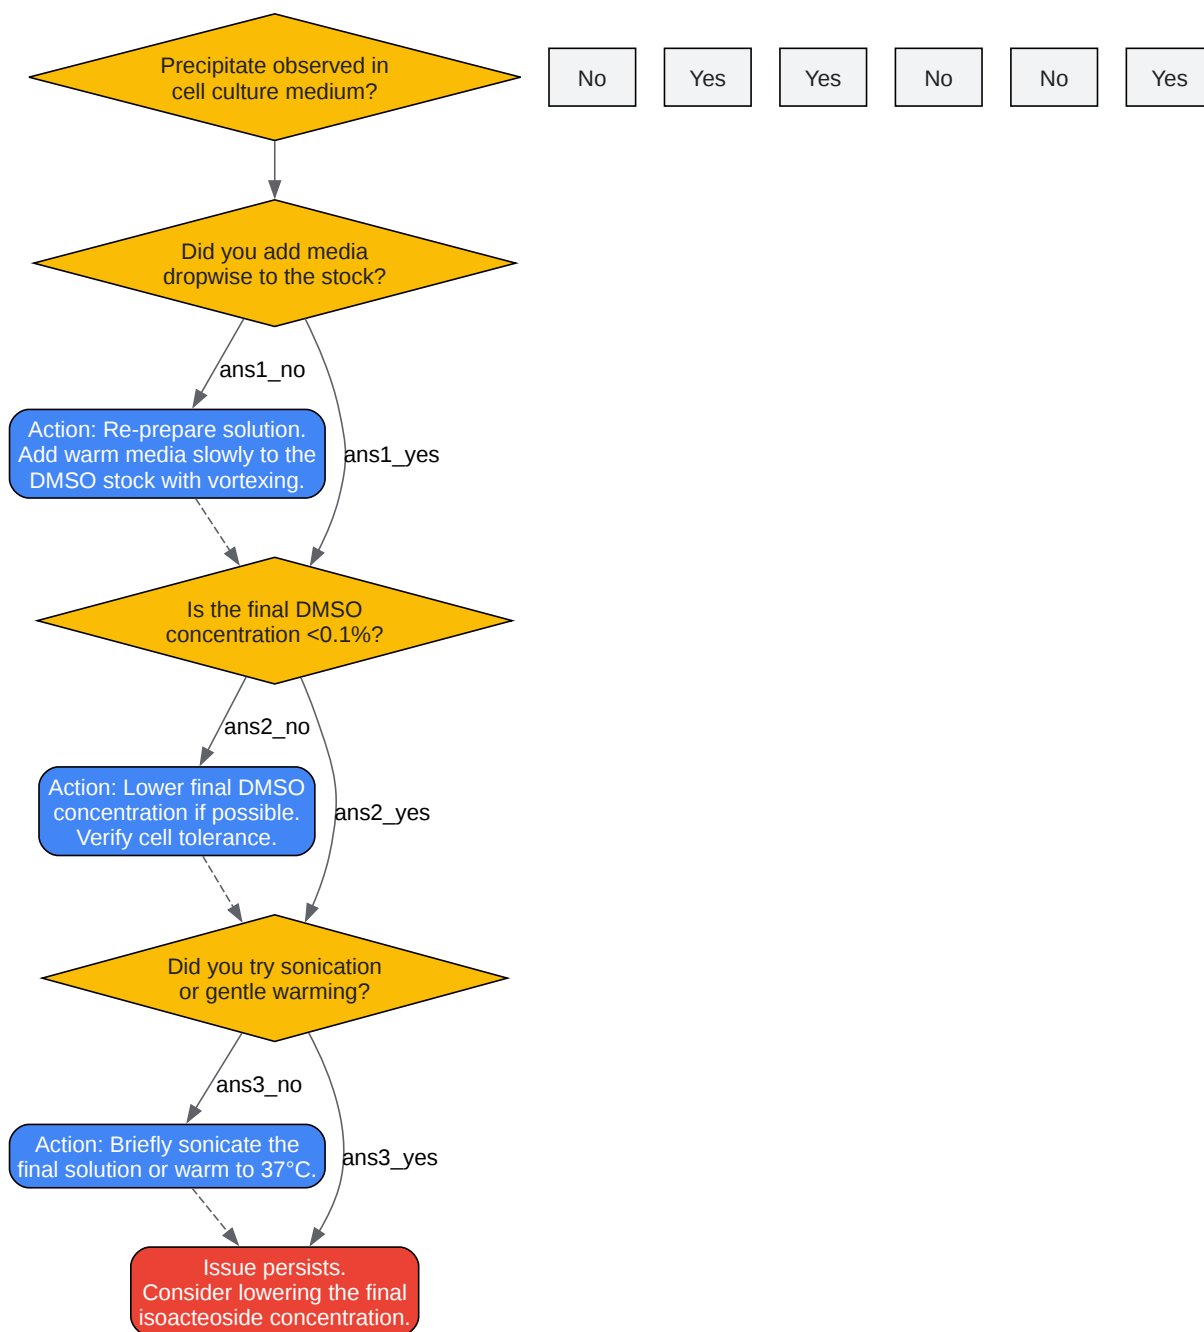 Precipitate observed in
cell culture medium?
No
Yes
Yes
No
No
Yes
Did you add media
dropwise to the stock?
ans1_no
Action: Re-prepare solution.
Add warm media slowly to the
DMSO stock with vortexing.
ans1_yes
Is the final DMSO
concentration <0.1%?
ans2_no
Action: Lower final DMSO
concentration if possible.
Verify cell tolerance.
ans2_yes
Did you try sonication
or gentle warming?
ans3_no
Action: Briefly sonicate the
final solution or warm to 37°C.
ans3_yes
Issue persists.
Consider lowering the final
isoacteoside concentration.